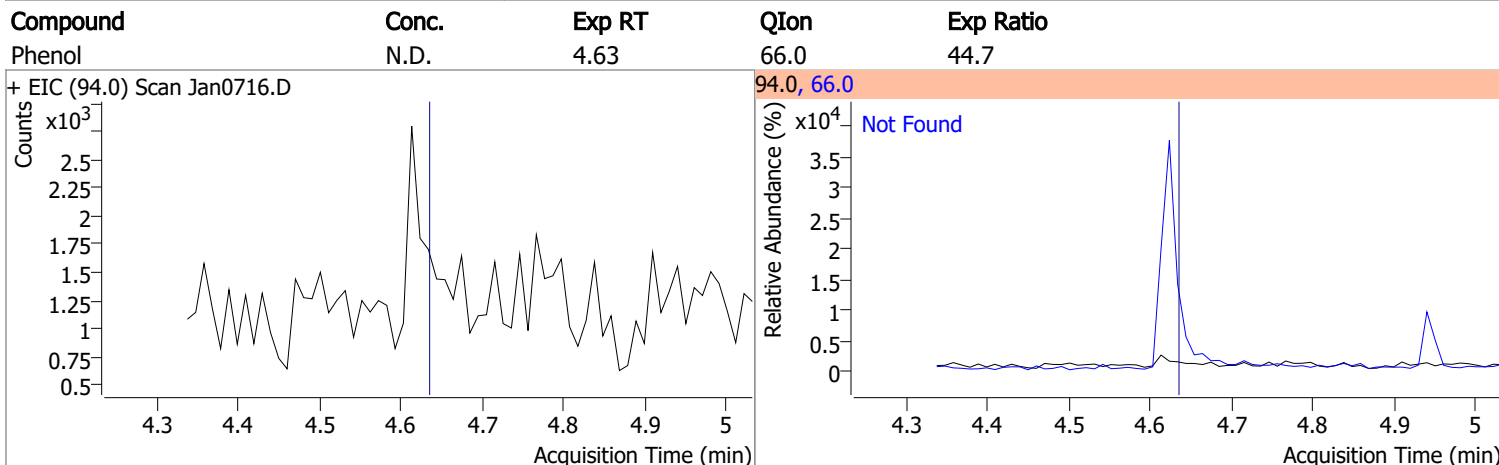 Compound Conc. Exp RT QIon Exp Ratio
Phenol N.D. 4.63 66.0 44.7
+ EIC (94.0) Scan Jan0716.D
Counts
x10³
2.5
2.25
2
1.75
1.5
1.25
1
0.75
0.5
4.3 4.4 4.5 4.6 4.7 4.8 4.9 5
Acquisition Time (min)
94.0, 66.0
Relative Abundance (%)
x10⁴
Not Found
3.5
3
2.5
2
1.5
1
0.5
0
4.3 4.4 4.5 4.6 4.7 4.8 4.9 5
Acquisition Time (min)